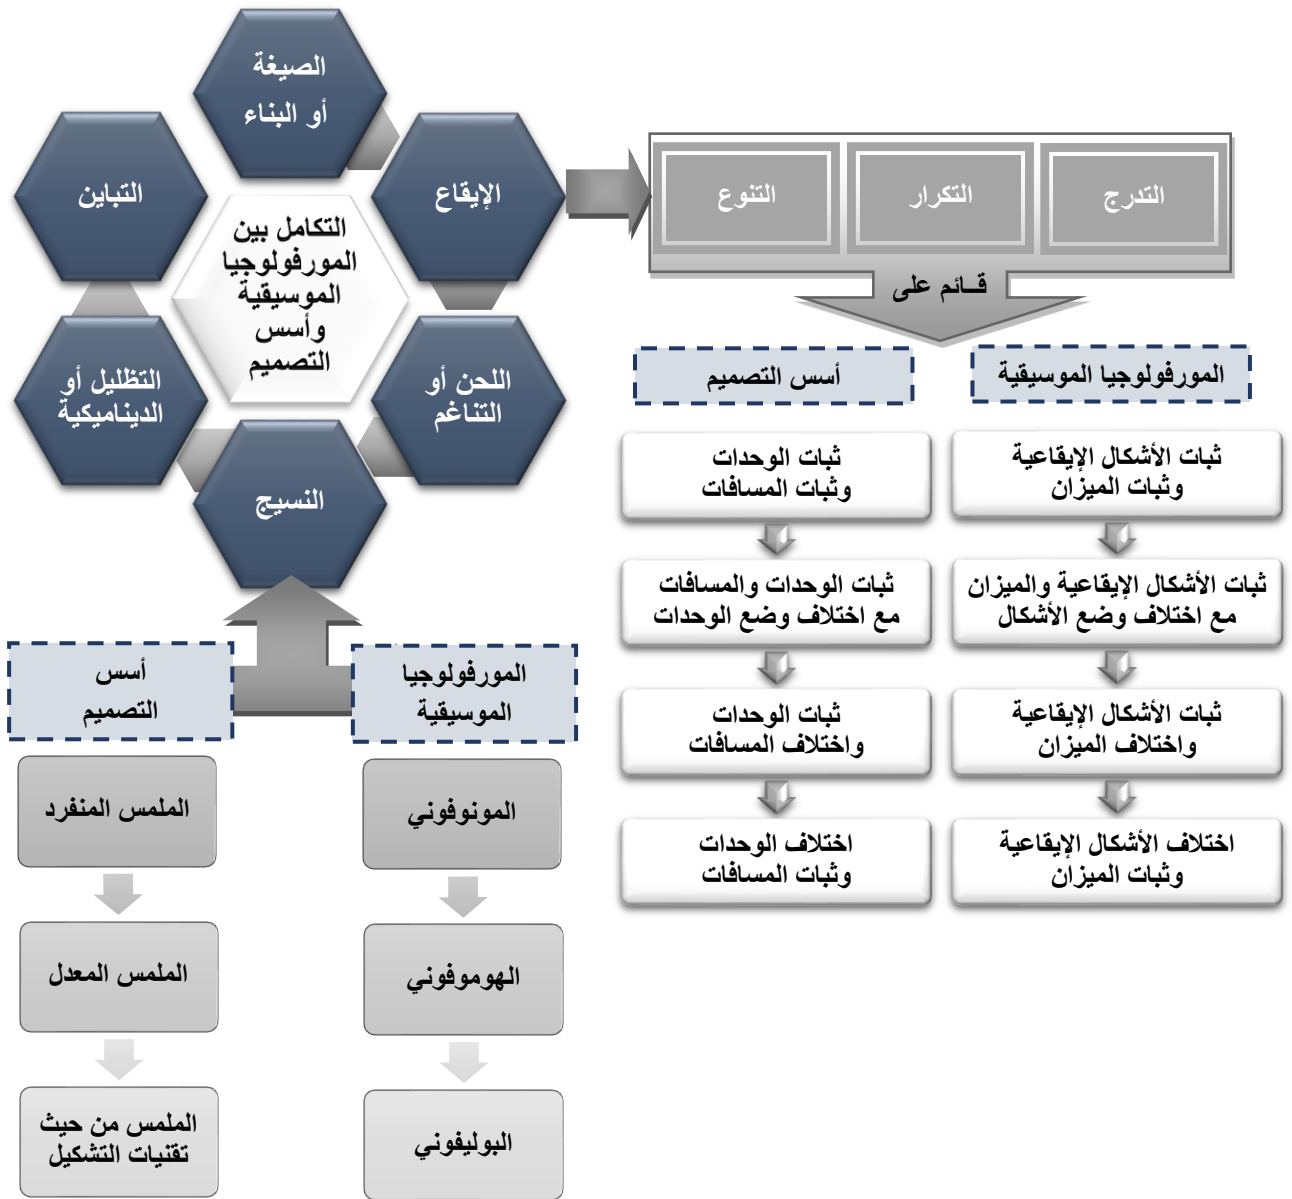 الصيغة
أو البناء
الإيقاع
التباين
التكامل بين
المورفولوجيا
الموسيقية
وأسس
التصميم
اللحن أو
التناغم
التظليل أو
الديناميكية
النسيج
التدرج
التكرار
التنوع
قــائم على
المورفولوجيا الموسيقية
أسس التصميم
ثبات الأشكال الإيقاعية
وثبات الميزان
ثبات الوحدات
وثبات المسافات
ثبات الأشكال الإيقاعية والميزان
مع اختلاف وضع الأشكال
ثبات الوحدات والمسافات
مع اختلاف وضع الوحدات
ثبات الأشكال الإيقاعية
واختلاف الميزان
ثبات الوحدات
واختلاف المسافات
اختلاف الأشكال الإيقاعية
وثبات الميزان
اختلاف الوحدات
وثبات المسافات
المورفولوجيا
الموسيقية
أسس
التصميم
المونوفوني
الملمس المنفرد
الهوموفوني
الملمس المعدل
البوليفوني
الملمس من حيث
تقنيات التشكيل